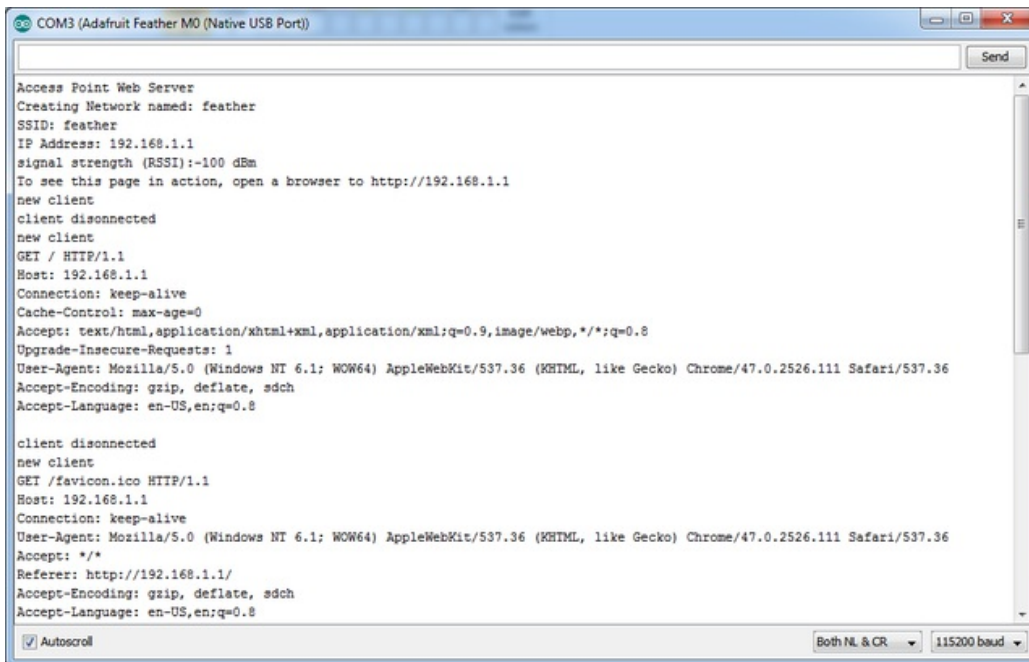 COM3 (Adafruit Feather M0 (Native USB Port))
Send
Access Point Web Server
Creating Network named: feather
SSID: feather
IP Address: 192.168.1.1
signal strength (RSSI):-100 dBm
To see this page in action, open a browser to http://192.168.1.1
new client
client disonnected
new client
GET / HTTP/1.1
Host: 192.168.1.1
Connection: keep-alive
Cache-Control: max-age=0
Accept: text/html,application/xhtml+xml,application/xml;q=0.9,image/webp,*/*;q=0.8
Upgrade-Insecure-Requests: 1
User-Agent: Mozilla/5.0 (Windows NT 6.1; WOW64) AppleWebKit/537.36 (KHTML, like Gecko) Chrome/47.0.2526.111 Safari/537.36
Accept-Encoding: gzip, deflate, sdch
Accept-Language: en-US,en;q=0.8
client disonnected
new client
GET /favicon.ico HTTP/1.1
Host: 192.168.1.1
Connection: keep-alive
User-Agent: Mozilla/5.0 (Windows NT 6.1; WOW64) AppleWebKit/537.36 (KHTML, like Gecko) Chrome/47.0.2526.111 Safari/537.36
Accept: */*
Referer: http://192.168.1.1/
Accept-Encoding: gzip, deflate, sdch
Accept-Language: en-US,en;q=0.8
Autoscroll
Both NL & CR
115200 baud